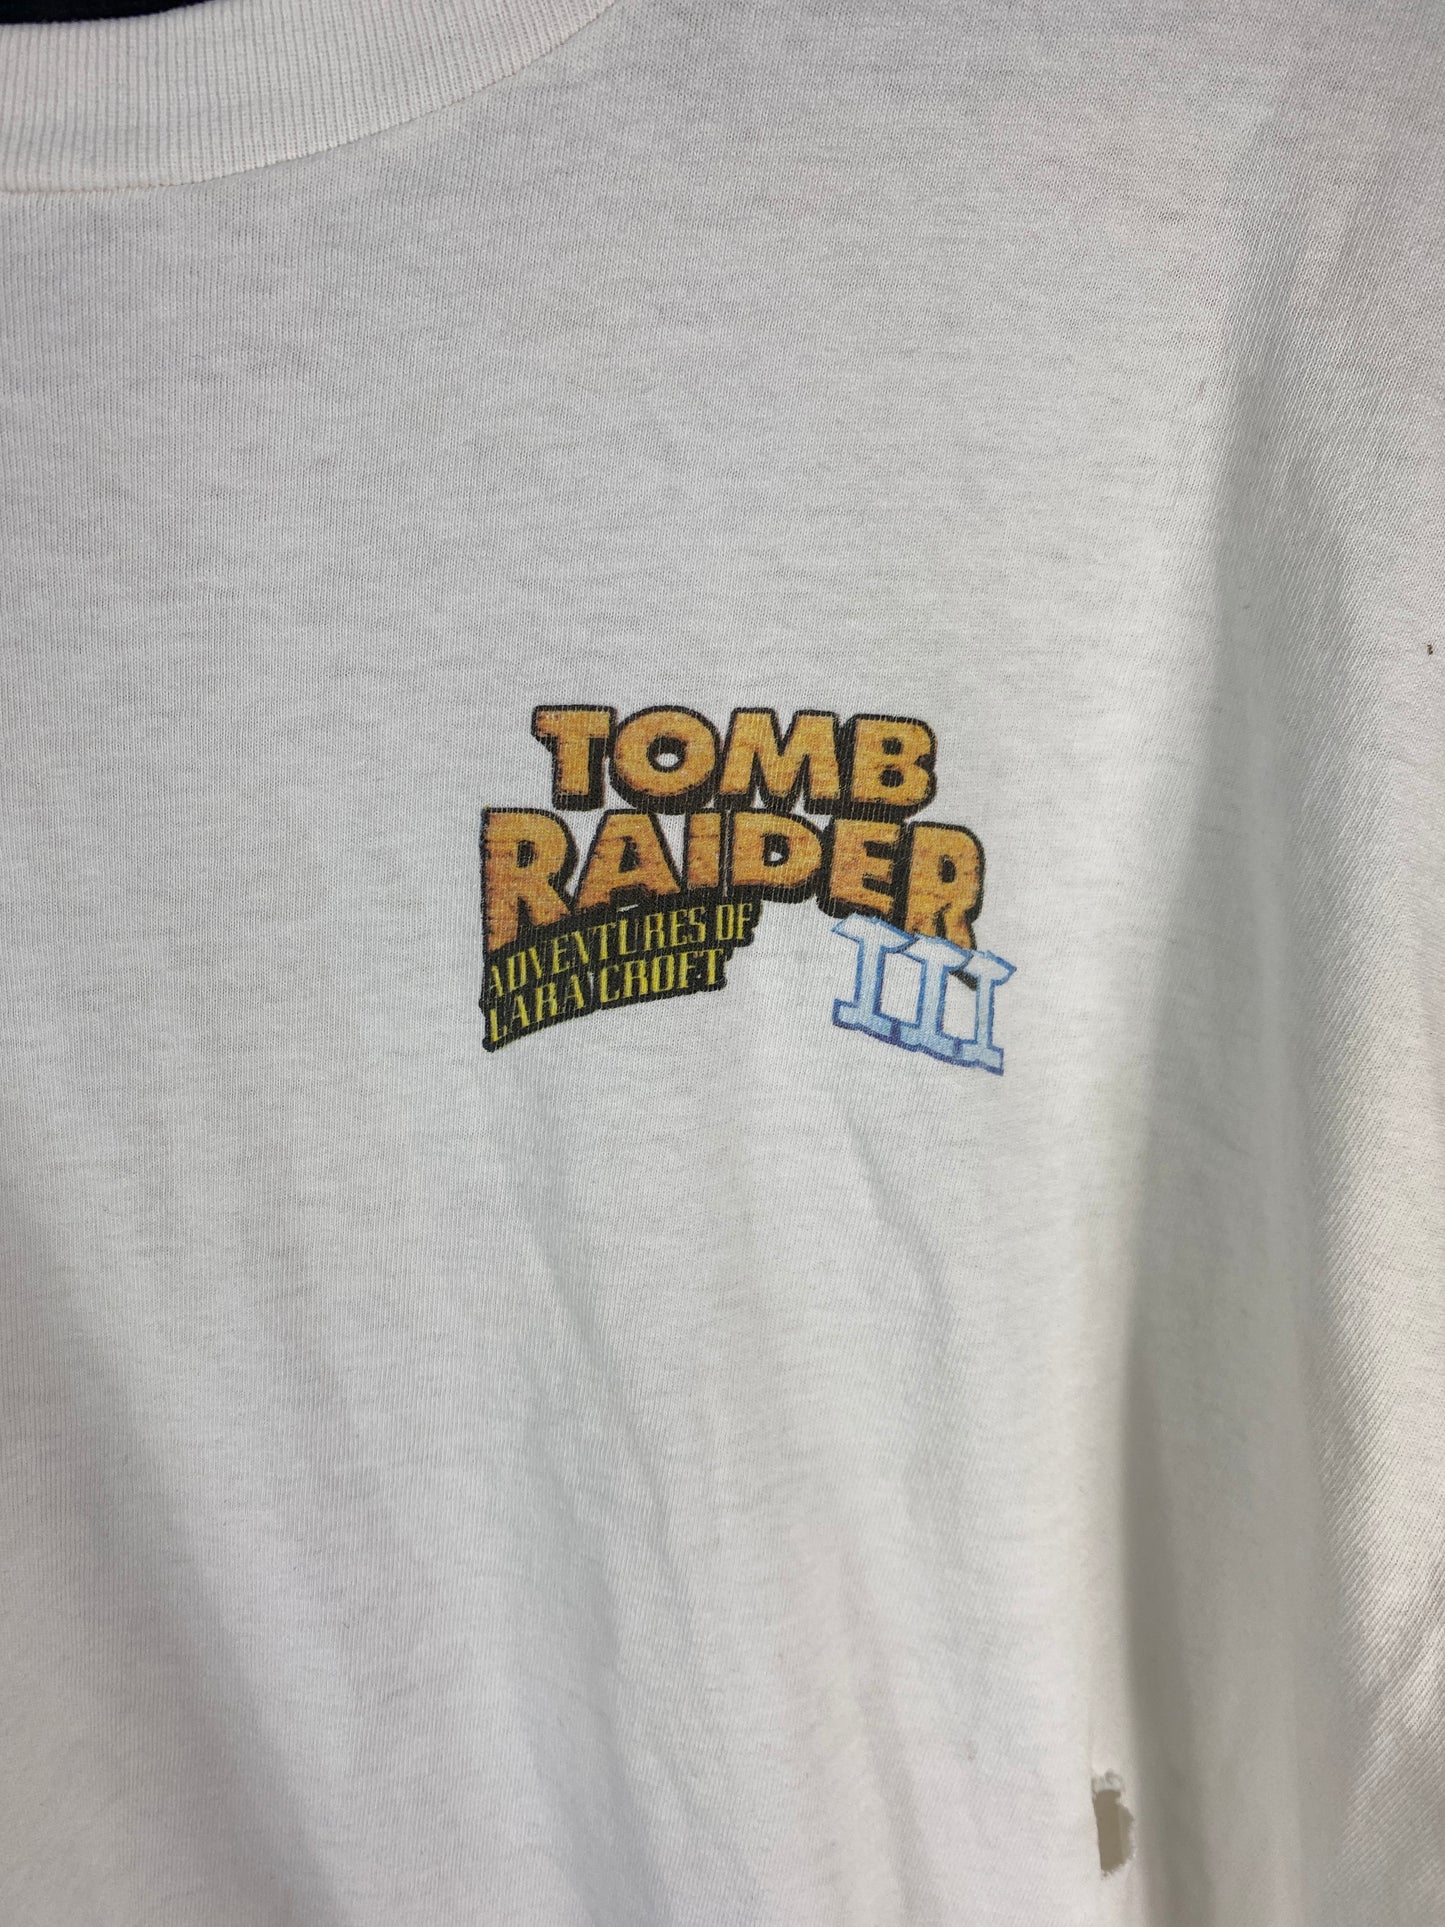 TOMB
RAIDER
III
ADVENTURES OF
LARA CROFT